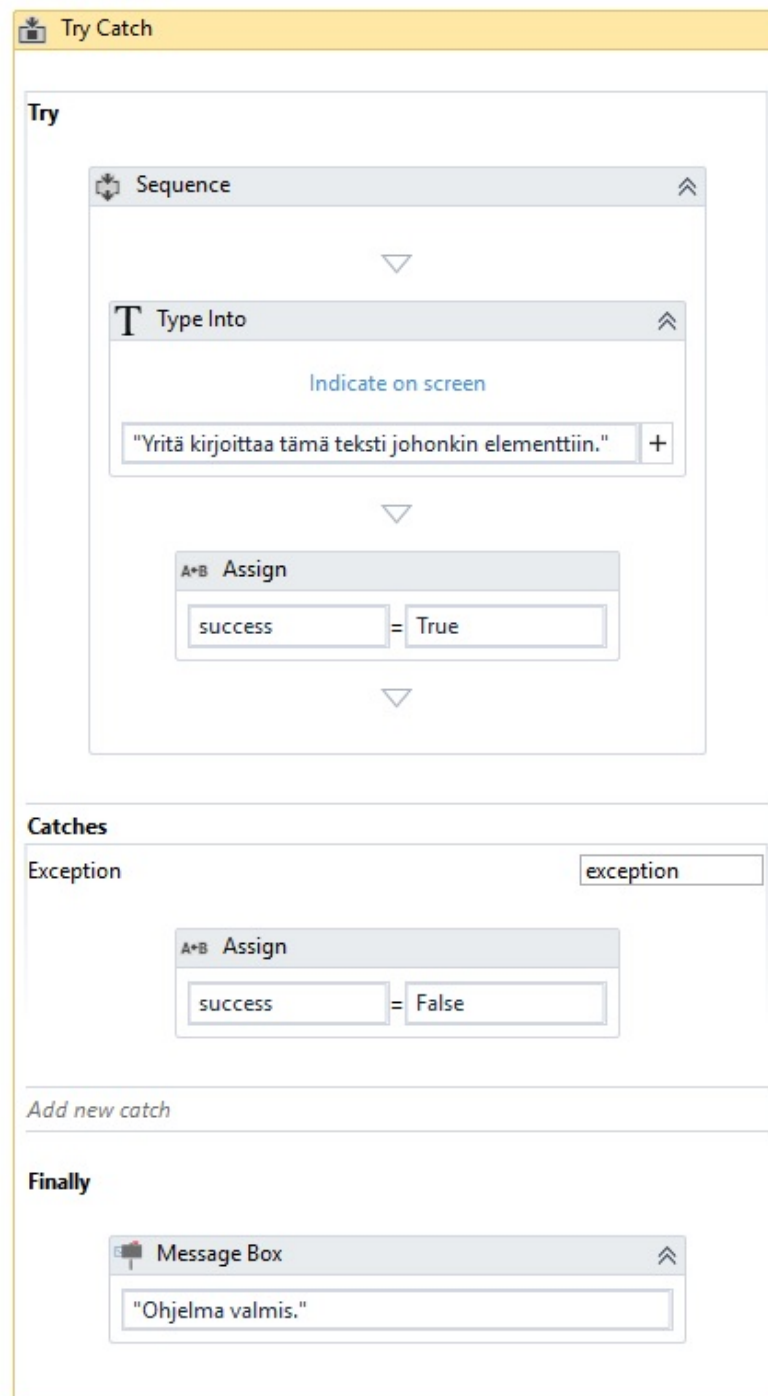 Try Catch
Try
Sequence
T Type Into
Indicate on screen
"Yritä kirjoittaa tämä teksti johonkin elementtiin." +
A+B Assign
success = True
Catches
Exception exception
A+B Assign
success = False
Add new catch
Finally
Message Box
"Ohjelma valmis."